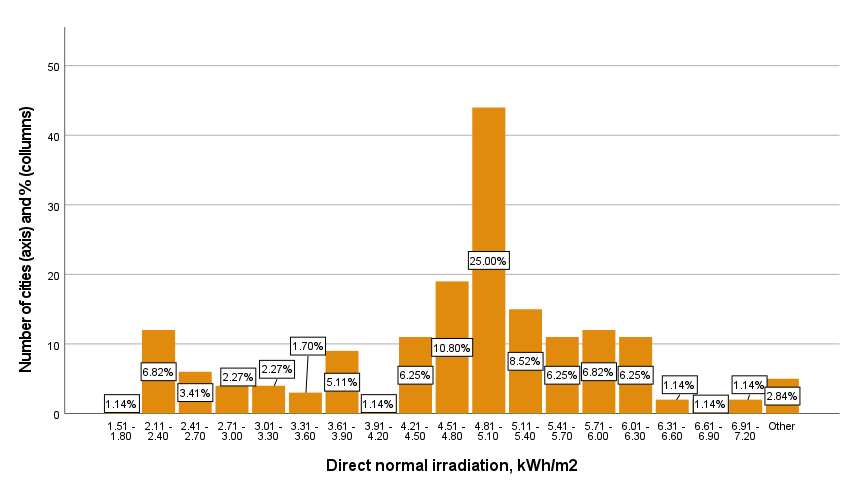 Number of cities (axis) and % (collumns)
50
40
30
20
10
0
1.14%
6.82%
3.41%
2.27%
2.27%
1.70%
5.11%
1.14%
6.25%
10.80%
25.00%
8.52%
6.25%
6.82%
6.25%
1.14%
1.14%
1.14%
2.84%
1.51 - 1.80
2.11 - 2.40
2.41 - 2.70
2.71 - 3.00
3.01 - 3.30
3.31 - 3.60
3.61 - 3.90
3.91 - 4.20
4.21 - 4.50
4.51 - 4.80
4.81 - 5.10
5.11 - 5.40
5.41 - 5.70
5.71 - 6.00
6.01 - 6.30
6.31 - 6.60
6.61 - 6.90
6.91 - 7.20
Other
Direct normal irradiation, kWh/m2